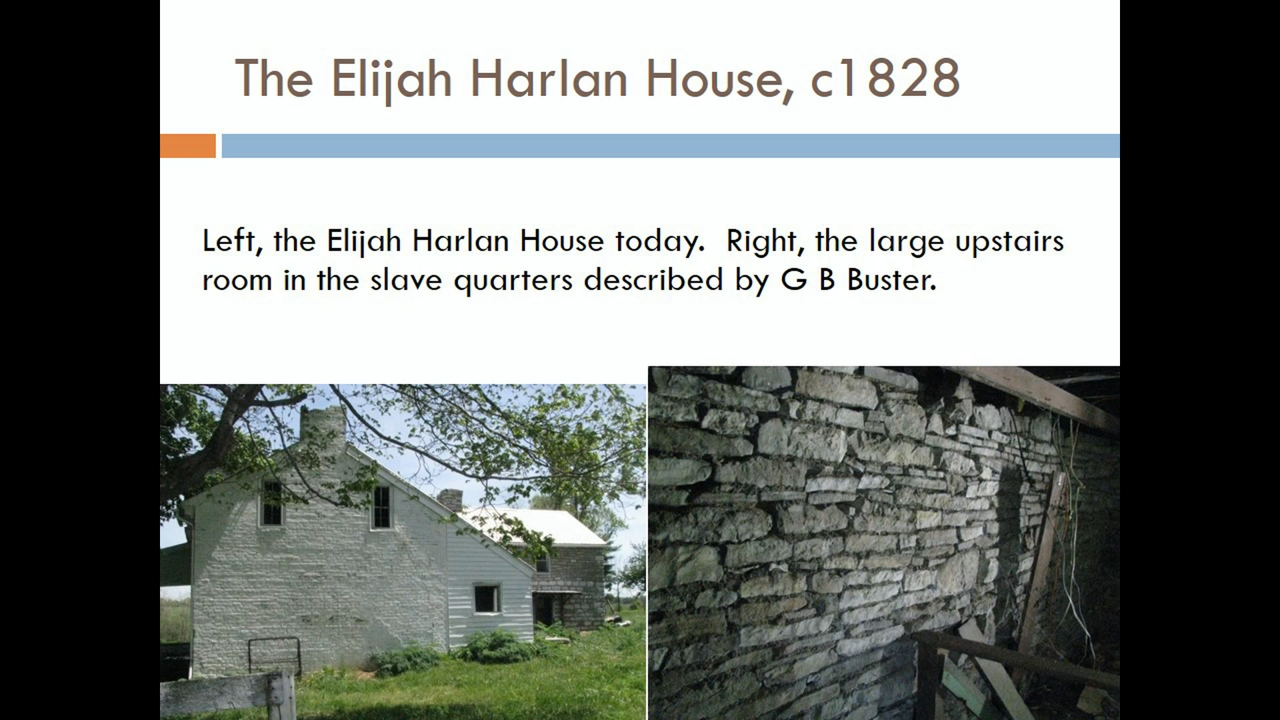 The Elijah Harlan House, c1828
Left, the Elijah Harlan House today.  Right, the large upstairs
room in the slave quarters described by G B Buster.